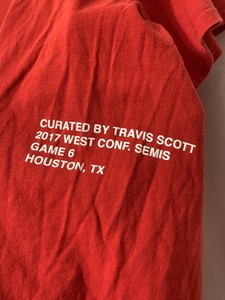 CURATED BY TRAVIS SCOTT
2017 WEST CONF. SEMIS
GAME 6
HOUSTON, TX